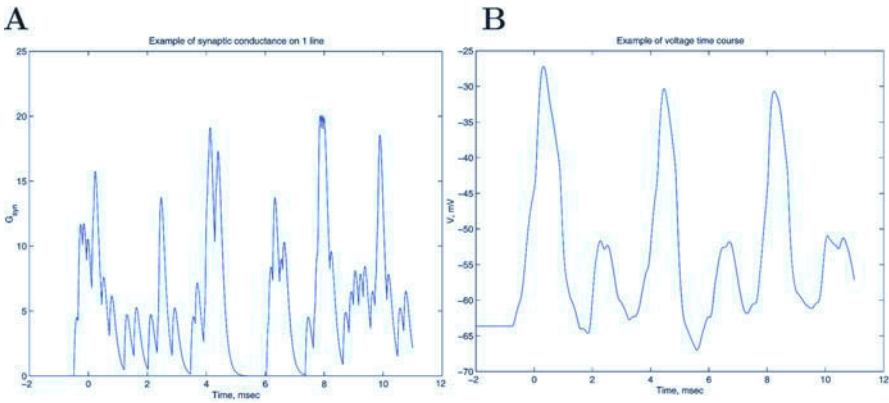 A
B
Example of synaptic conductance on 1 line
25
20
15
10
5
0
Gsyn
−2 0 2 4 6 8 10 12
Time, msec
Example of voltage time course
−25
−30
−35
−40
−45
−50
−55
−60
−65
−70
V, mV
−2 0 2 4 6 8 10 12
Time, msec